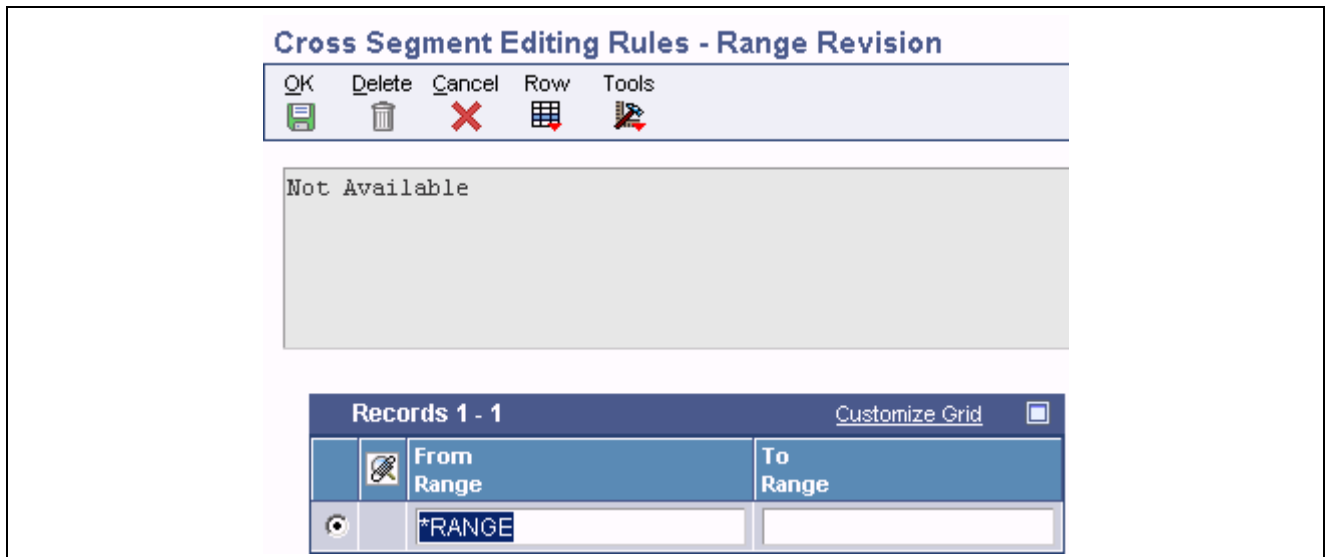 Cross Segment Editing Rules - Range Revision
OK Delete Cancel Row Tools
Not Available
Records 1 - 1 Customize Grid
From Range To Range
*RANGE